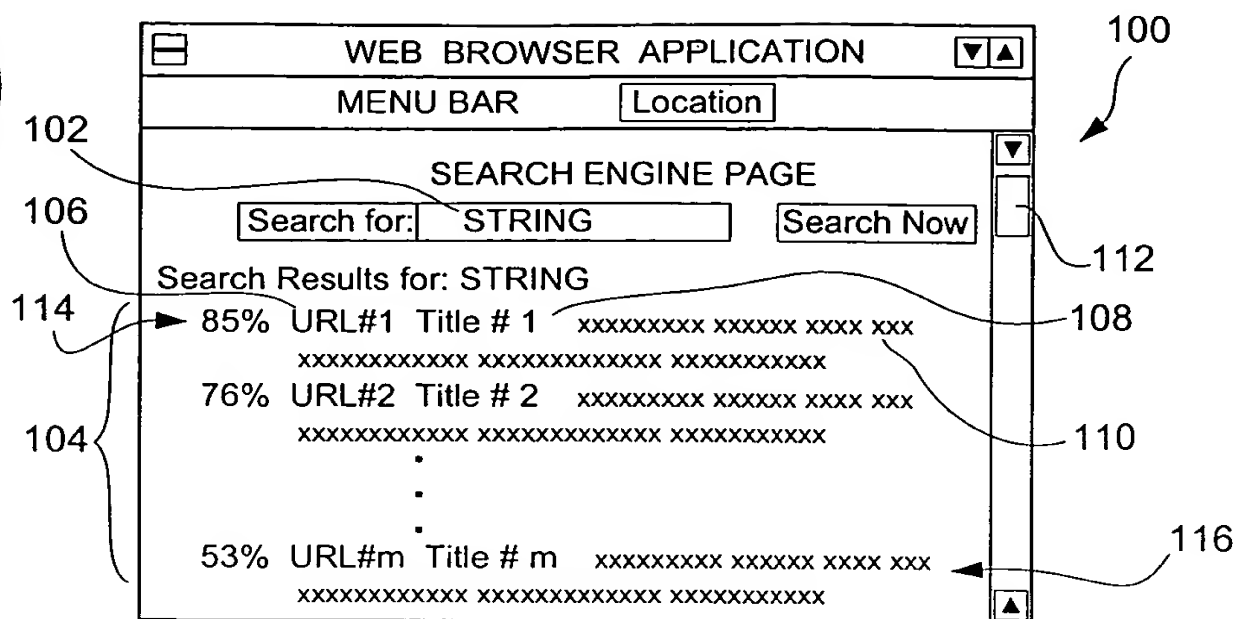 WEB BROWSER APPLICATION
100
MENU BAR Location
102
SEARCH ENGINE PAGE
106
Search for: STRING Search Now
112
Search Results for: STRING
114
85% URL#1 Title # 1 xxxxxxxxx xxxxxx xxxx xxx
108
xxxxxxxxxxxx xxxxxxxxxxxxx xxxxxxxxxxx
76% URL#2 Title # 2 xxxxxxxxx xxxxxx xxxx xxx
104
xxxxxxxxxxxx xxxxxxxxxxxxx xxxxxxxxxxx
110
53% URL#m Title # m xxxxxxxxx xxxxxx xxxx xxx
116
xxxxxxxxxxxx xxxxxxxxxxxxx xxxxxxxxxxx